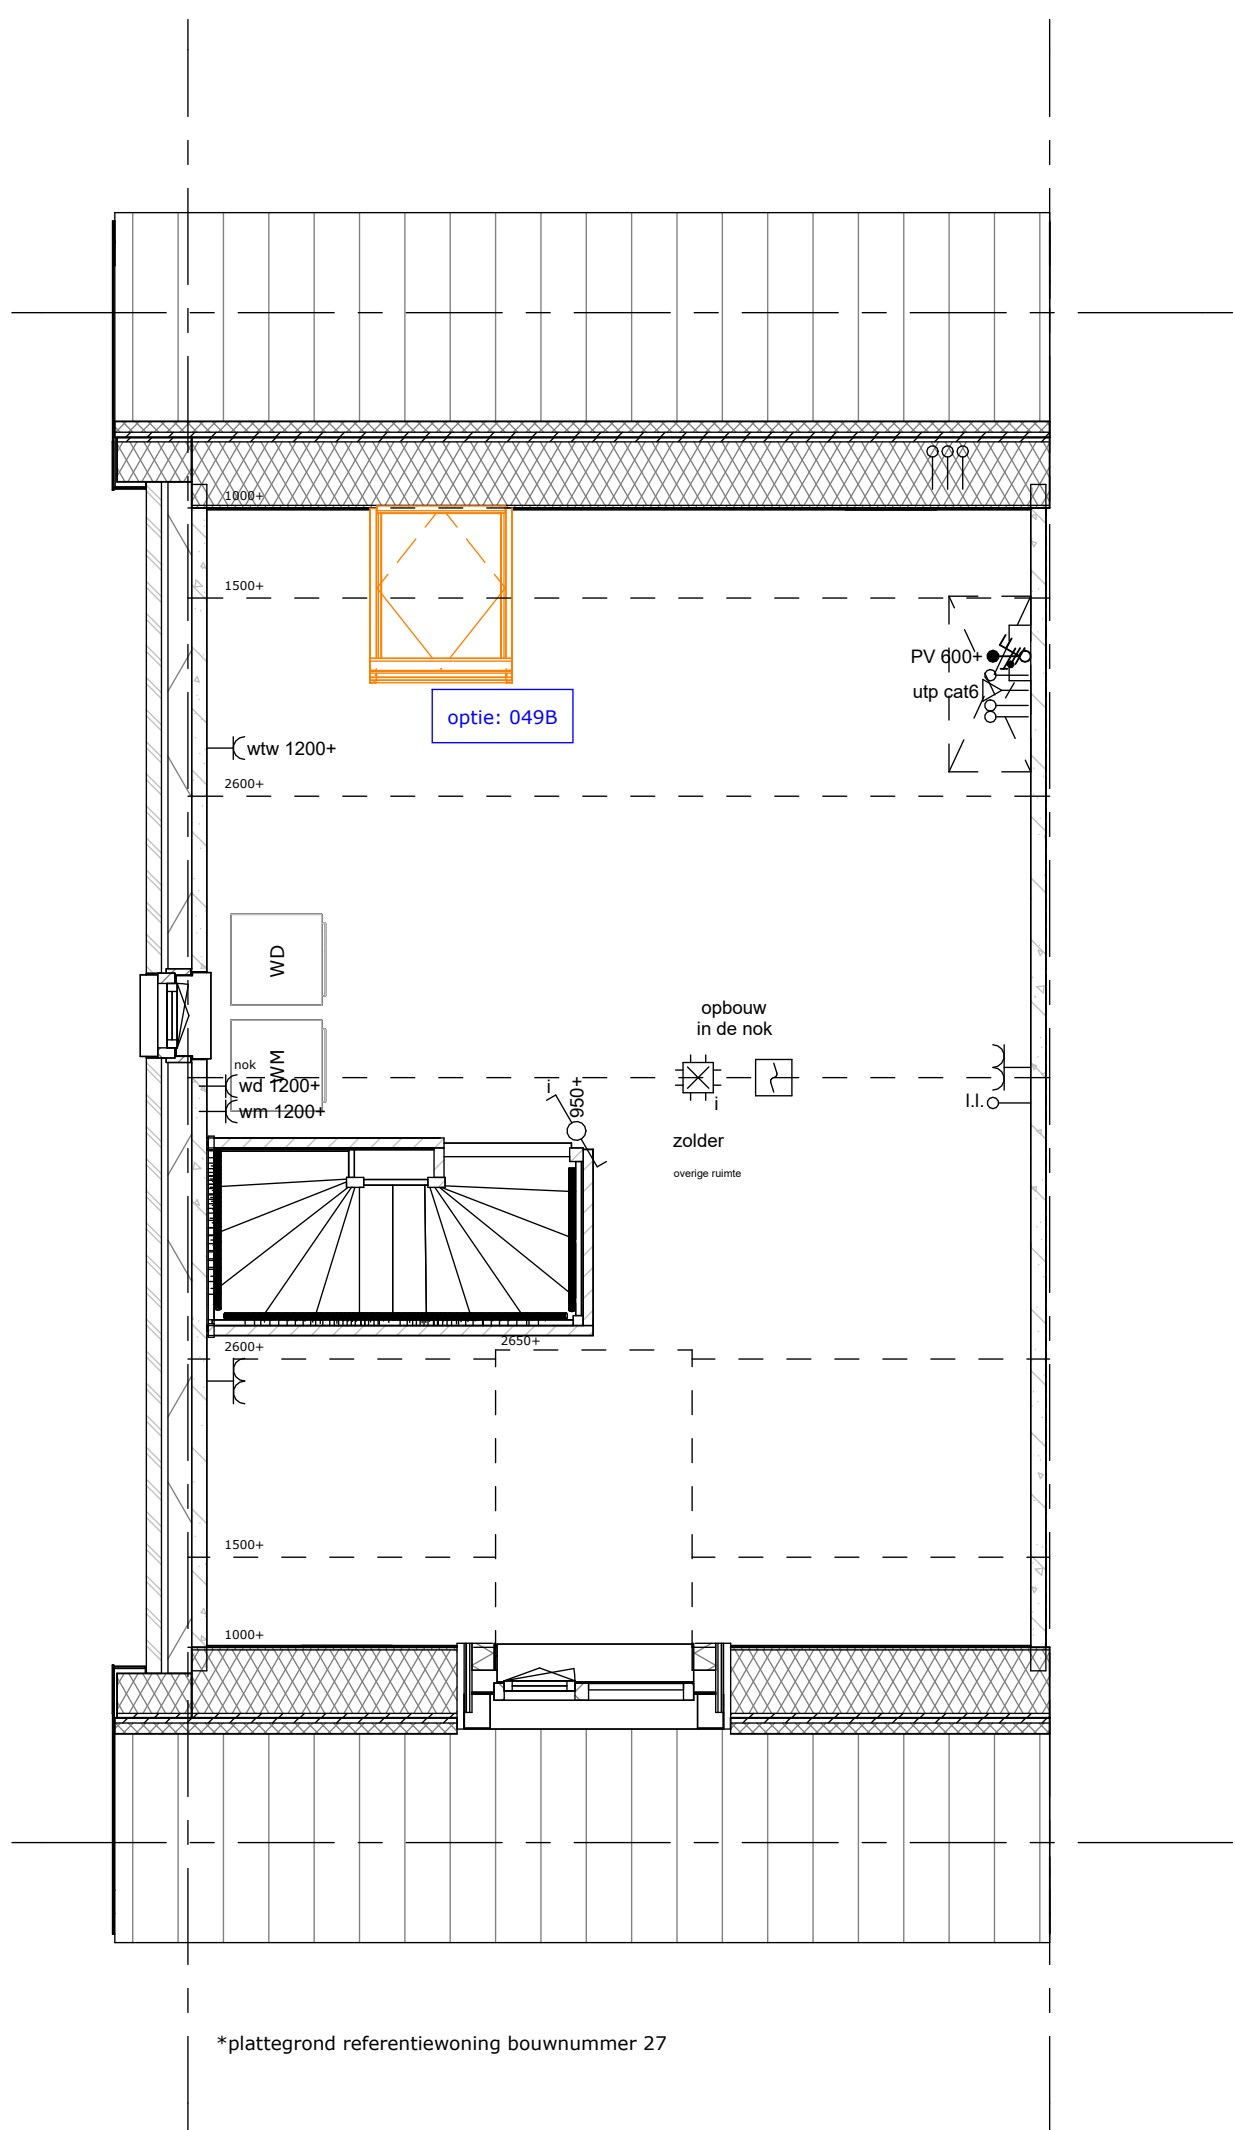 1000+
1500+
PV 600+
utp cat6
optie: 049B
wtw 1200+
2600+
WD
opbouw
in de nok
WM
nok
wd 1200+
wm 1200+
i
950+
i
l.l.
zolder
overige ruimte
2650+
2600+
1500+
1000+
*plattegrond referentiewoning bouwnummer 27